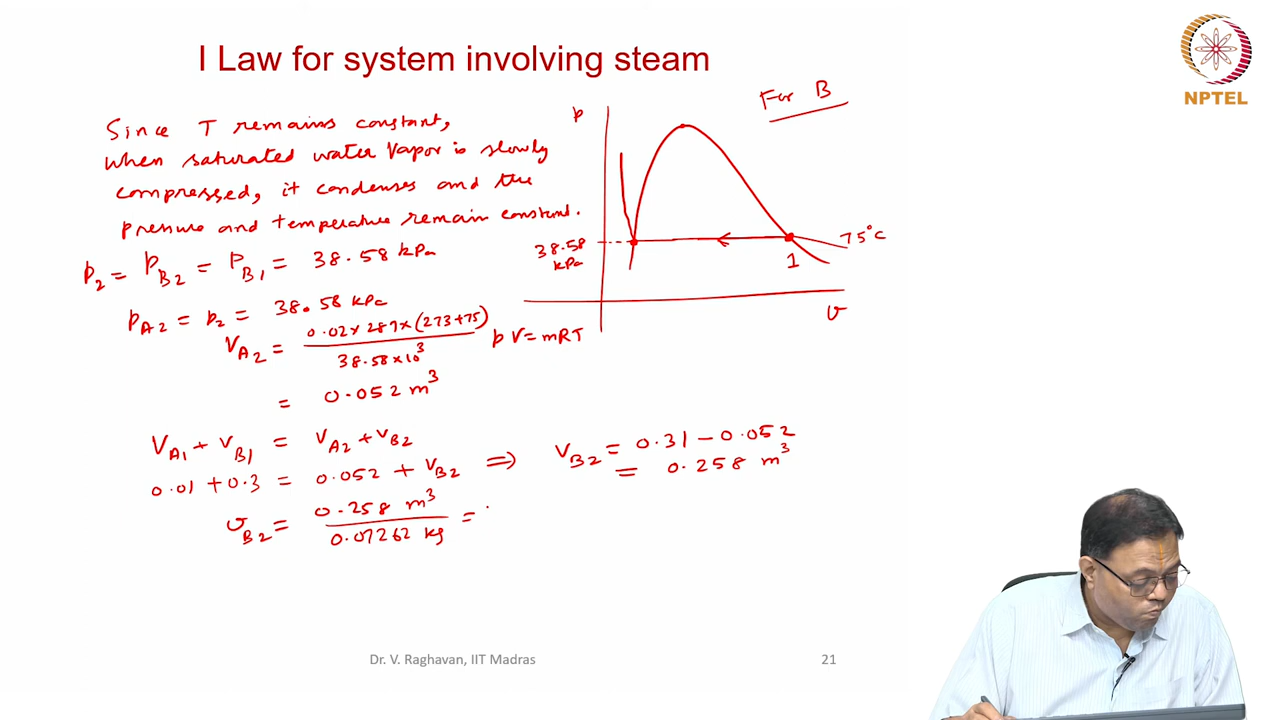 I Law for system involving steam
NPTEL
Since T remains constant,
when saturated water vapor is slowly
compressed, it condenses and the
pressure and temperature remain constant.
p2 = pB2 = pB1 = 38.58 kPa
pA2 = p2 = 38.58 kPa
VA2 = 0.02 x 287 x (273+75) / 38.58 x 10^3
pV = mRT
= 0.052 m^3
VA1 + VB1 = VA2 + VB2
0.01 + 0.3 = 0.052 + VB2 ⇒ VB2 = 0.31 - 0.052
= 0.258 m^3
vB2 = 0.258 m^3 / 0.07262 kg =
For B
p
38.58
kPa
75°C
1
v
Dr. V. Raghavan, IIT Madras
21